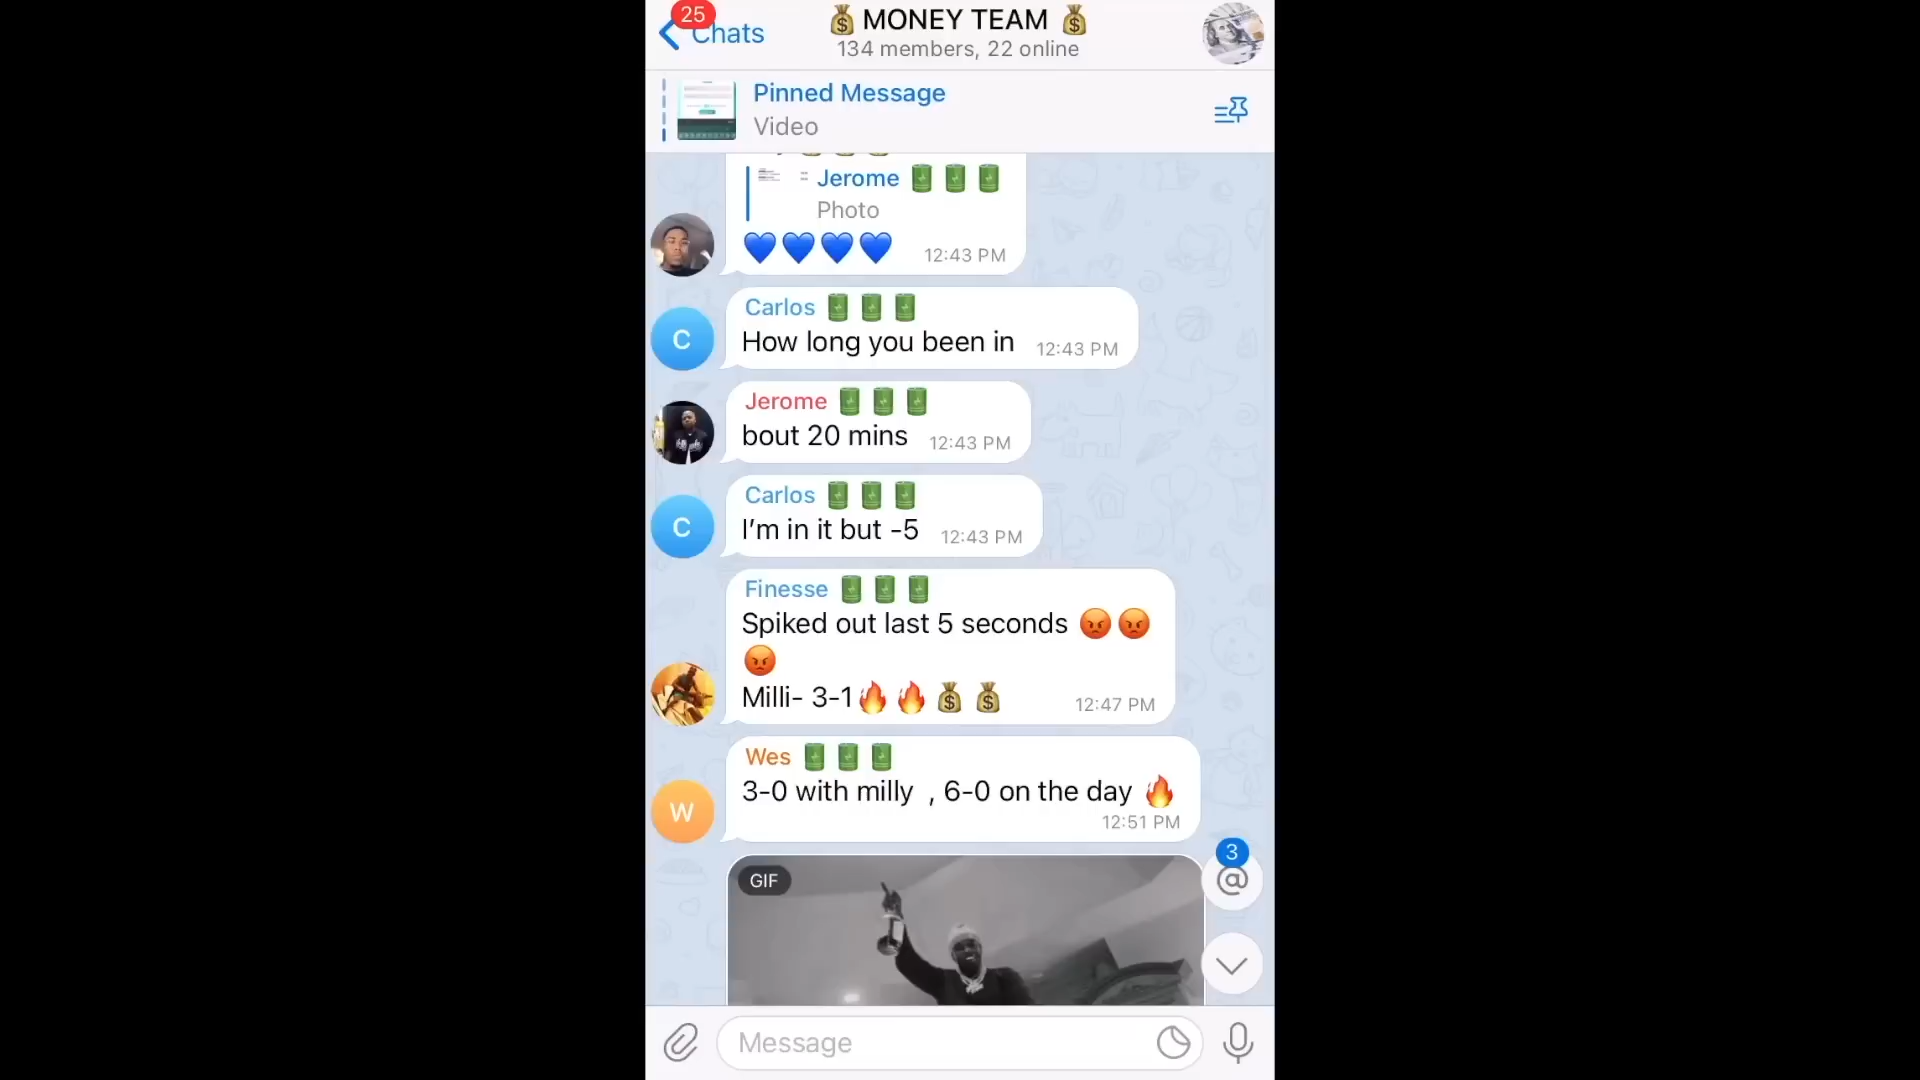 25
Chats
💰MONEY TEAM💰
134 members, 22 online
Pinned Message
Video
Jerome
Photo
💙💙💙💙 12:43 PM
Carlos
How long you been in 12:43 PM
Jerome
bout 20 mins 12:43 PM
Carlos
I’m in it but -5 12:43 PM
Finesse
Spiked out last 5 seconds 😡😡
😡
Milli- 3-1🔥🔥💰💰 12:47 PM
Wes
3-0 with milly , 6-0 on the day 🔥
12:51 PM
3
@
GIF
C
C
W
Message